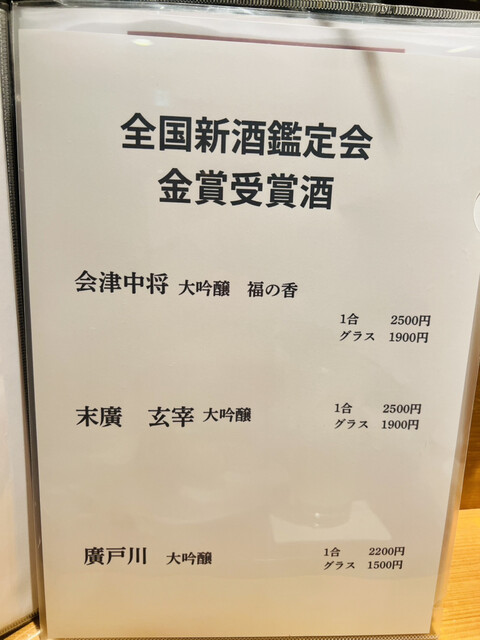 全国新酒鑑定会
金賞受賞酒
会津中将 大吟醸 福の香
1合 2500円
グラス 1900円
末廣 玄宰 大吟醸
1合 2500円
グラス 1900円
廣戸川 大吟醸
1合 2200円
グラス 1500円